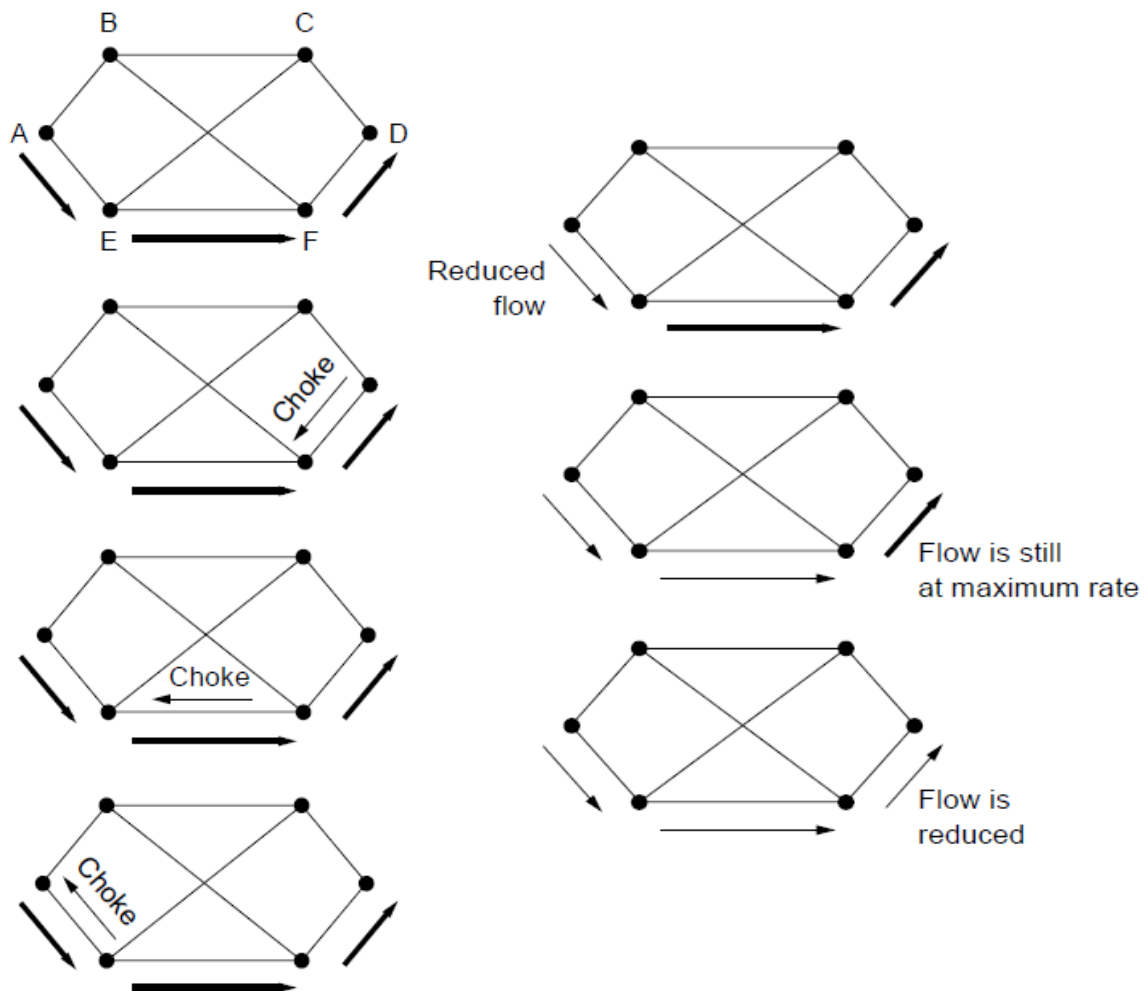 B
C
A
D
E
F
Choke
Choke
Choke
Reduced
flow
Flow is still
at maximum rate
Flow is
reduced